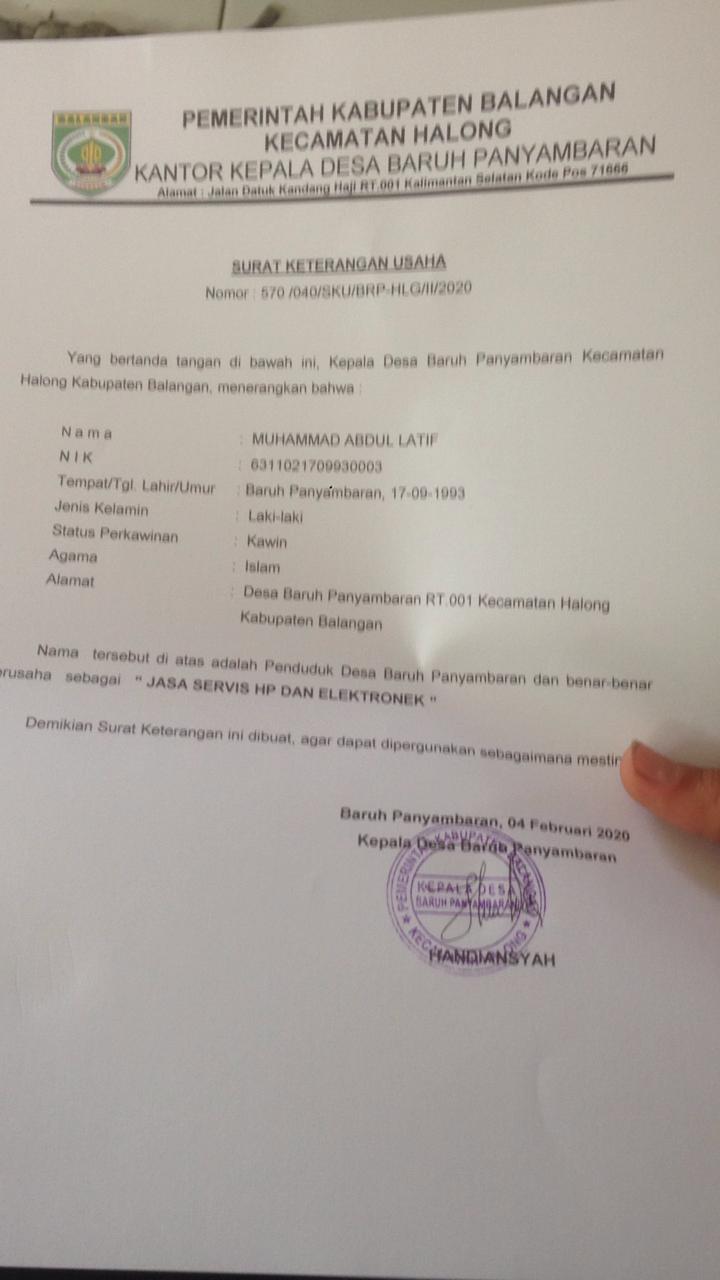 BALANGAN
PEMERINTAH KABUPATEN BALANGAN
KECAMATAN HALONG
KANTOR KEPALA DESA BARUH PANYAMBARAN
Alamat : Jalan Datuk Kandang Haji RT.001 Kalimantan Selatan Kode Pos 71666
SURAT KETERANGAN USAHA
Nomor : 570 /040/SKU/BRP-HLG/II/2020
Yang bertanda tangan di bawah ini, Kepala Desa Baruh Panyambaran Kecamatan
Halong Kabupaten Balangan, menerangkan bahwa :
N a m a : MUHAMMAD ABDUL LATIF
N I K : 6311021709930003
Tempat/Tgl. Lahir/Umur : Baruh Panyambaran, 17-09-1993
Jenis Kelamin : Laki-laki
Status Perkawinan : Kawin
Agama : Islam
Alamat : Desa Baruh Panyambaran RT.001 Kecamatan Halong
Kabupaten Balangan
Nama tersebut di atas adalah Penduduk Desa Baruh Panyambaran dan benar-benar
erusaha sebagai " JASA SERVIS HP DAN ELEKTRONEK "
Demikian Surat Keterangan ini dibuat, agar dapat dipergunakan sebagaimana mestin
Baruh Panyambaran, 04 Februari 2020
Kepala Desa Baruh Panyambaran
PEMERINTAH KABUPATEN BALANGAN
KEPALA DESA
BARUH PANYAMBARAN
KECAMATAN HALONG
HANDIANSYAH